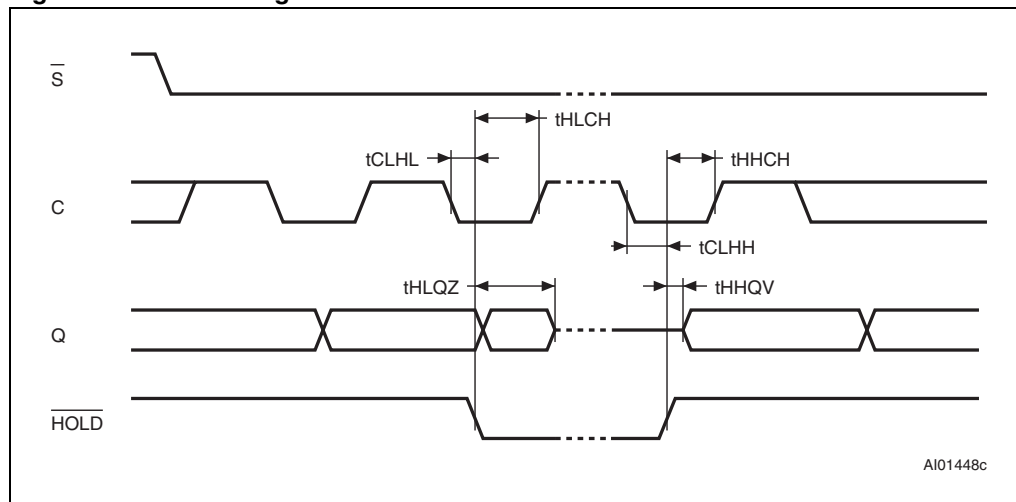 S
tHLCH
tCLHL
tHHCH
C
tCLHH
tHLQZ
tHHQV
Q
HOLD
AI01448c